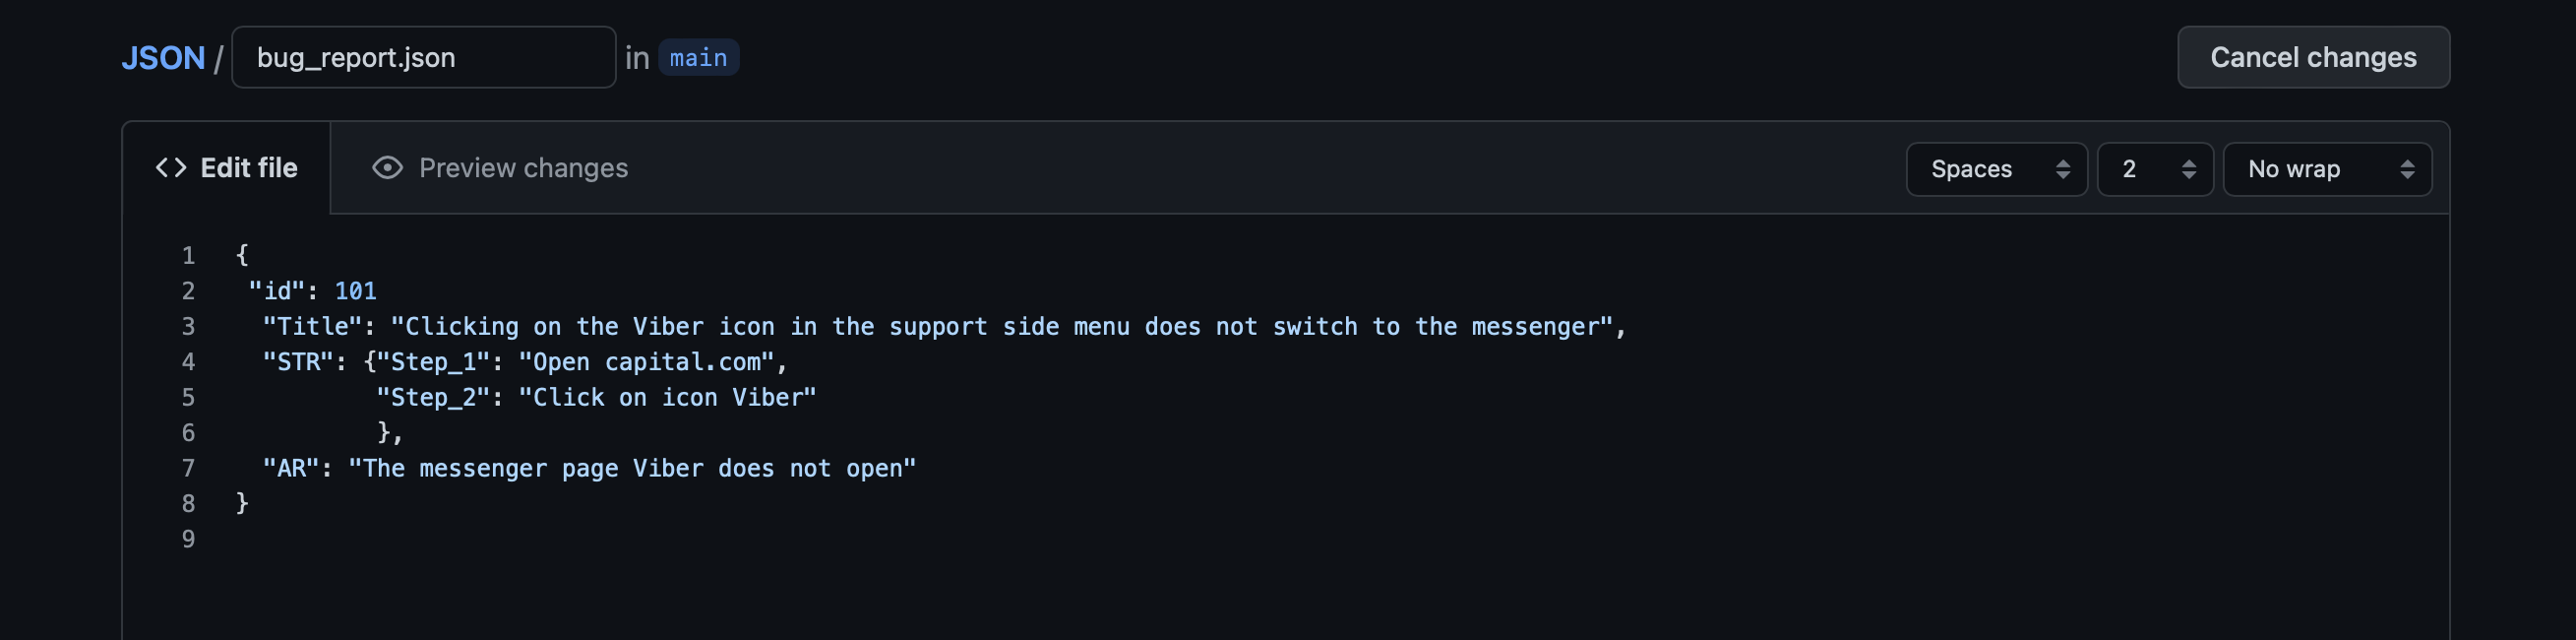 JSON / bug_report.json in main Cancel changes
Edit file Preview changes Spaces 2 No wrap
1 {
2 "id": 101
3 "Title": "Clicking on the Viber icon in the support side menu does not switch to the messenger",
4 "STR": {"Step_1": "Open capital.com",
5 "Step_2": "Click on icon Viber"
6 },
7 "AR": "The messenger page Viber does not open"
8 }
9